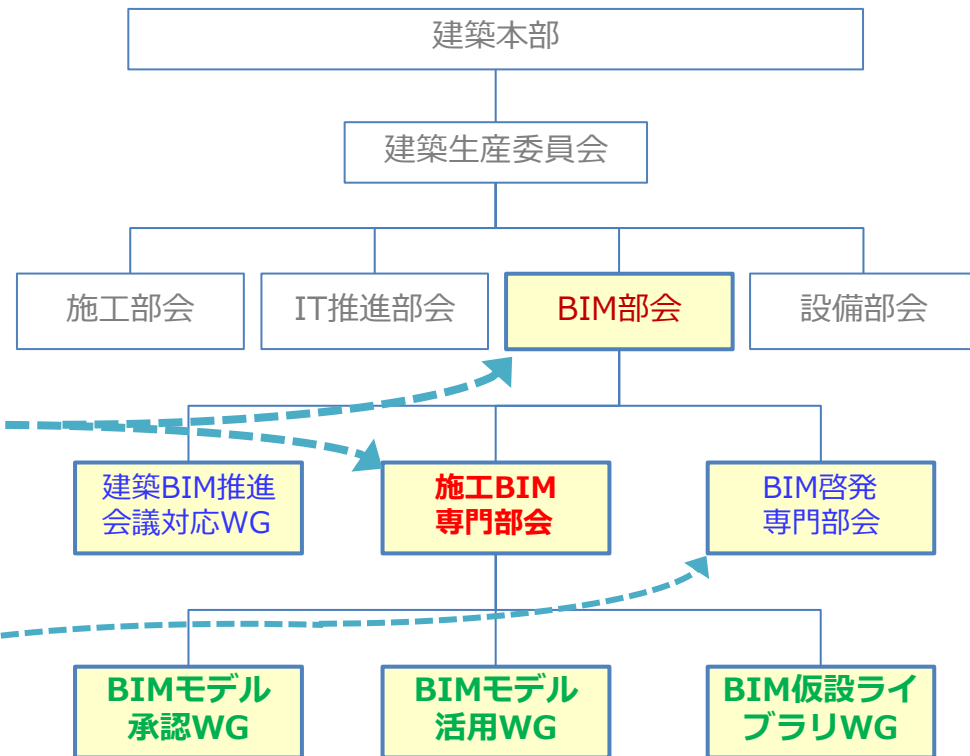 建築本部
建築生産委員会
施工部会
IT推進部会
BIM部会
設備部会
建築BIM推進
会議対応WG
施工BIM
専門部会
BIM啓発
専門部会
BIMモデル
承認WG
BIMモデル
活用WG
BIM仮設ライ
ブラリWG